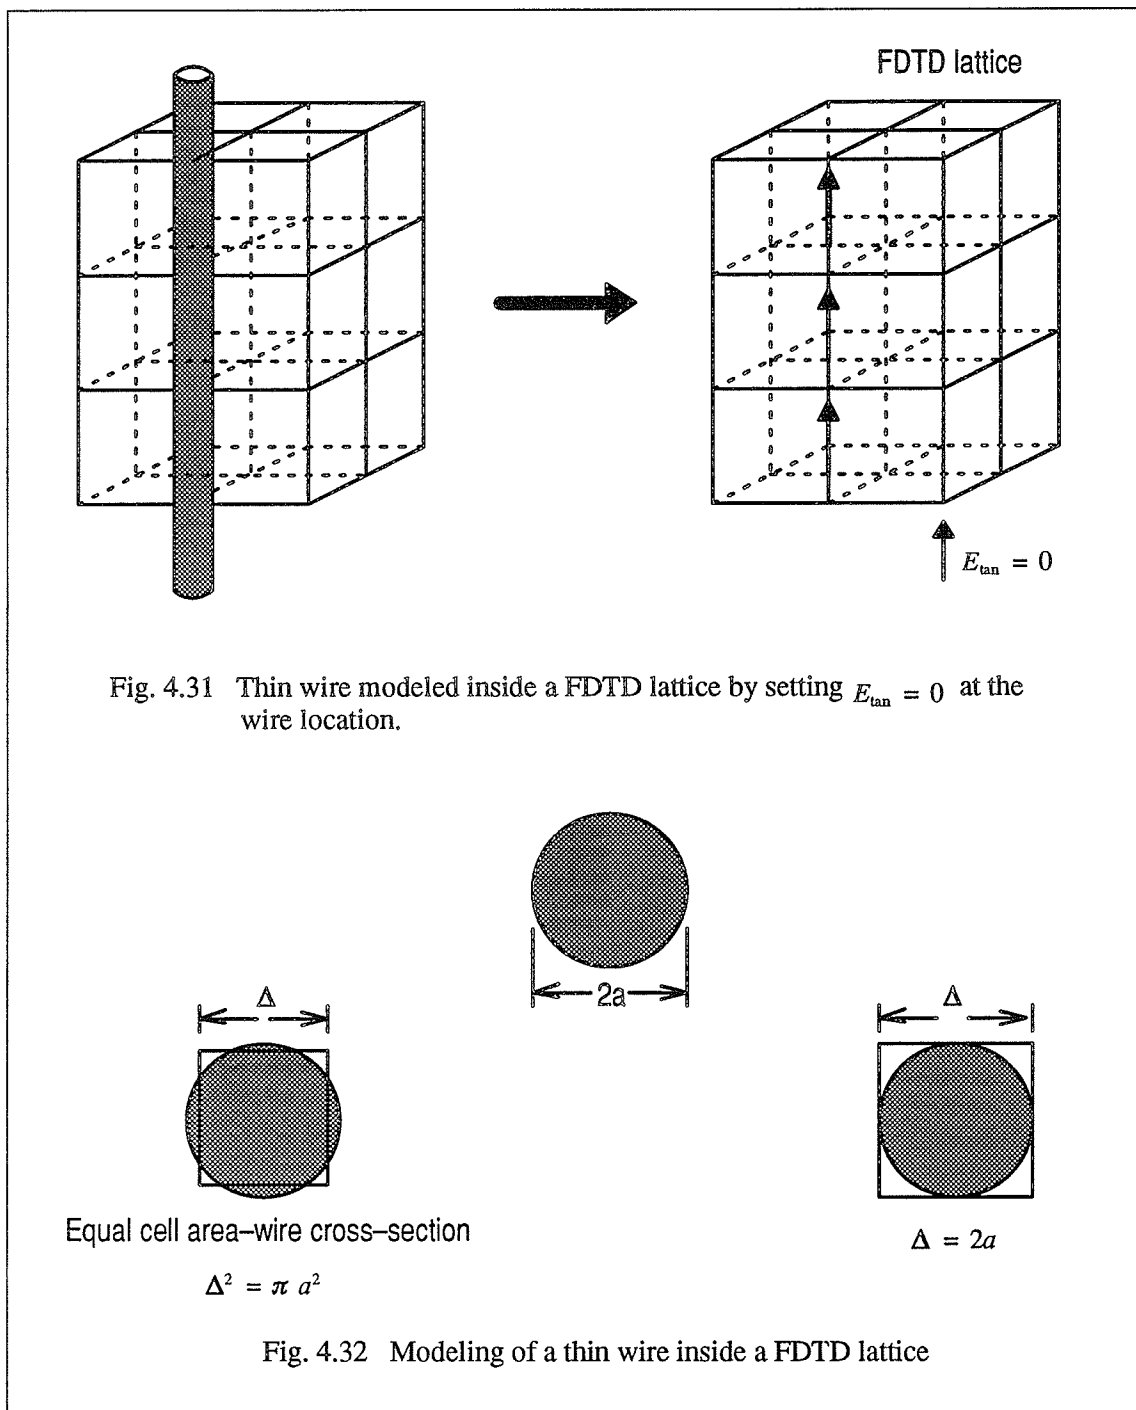 FDTD lattice
E_tan = 0
Fig. 4.31 Thin wire modeled inside a FDTD lattice by setting E_tan = 0 at the
wire location.
2a
Δ
Δ
Equal cell area–wire cross–section
Δ² = π a²
Δ = 2a
Fig. 4.32 Modeling of a thin wire inside a FDTD lattice